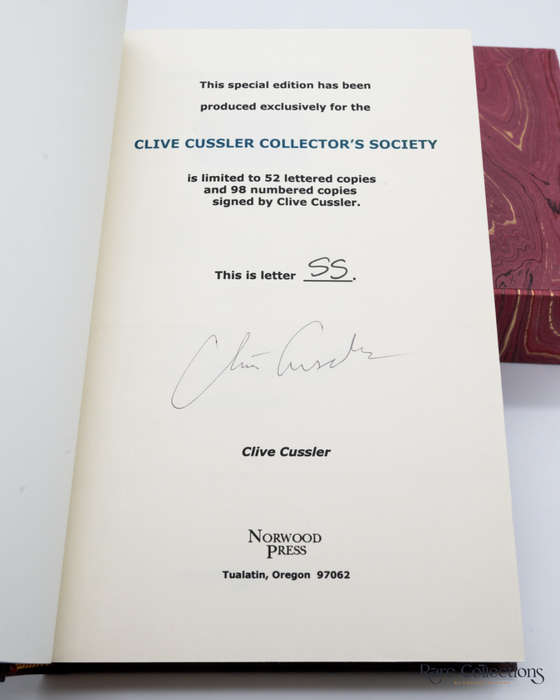 This special edition has been
produced exclusively for the
CLIVE CUSSLER COLLECTOR'S SOCIETY
is limited to 52 lettered copies
and 98 numbered copies
signed by Clive Cussler.
This is letter SS.
Clive Cussler
Clive Cussler
NORWOOD
PRESS
Tualatin, Oregon 97062
Rare Collections